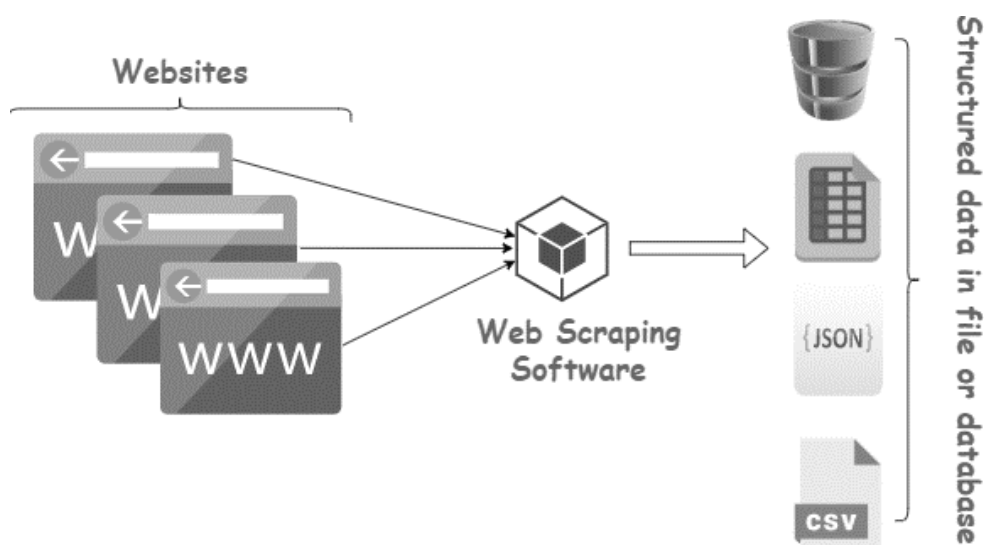 Websites
W
W
WWW
Web Scraping
Software
{JSON}
CSV
Structured data in file or database